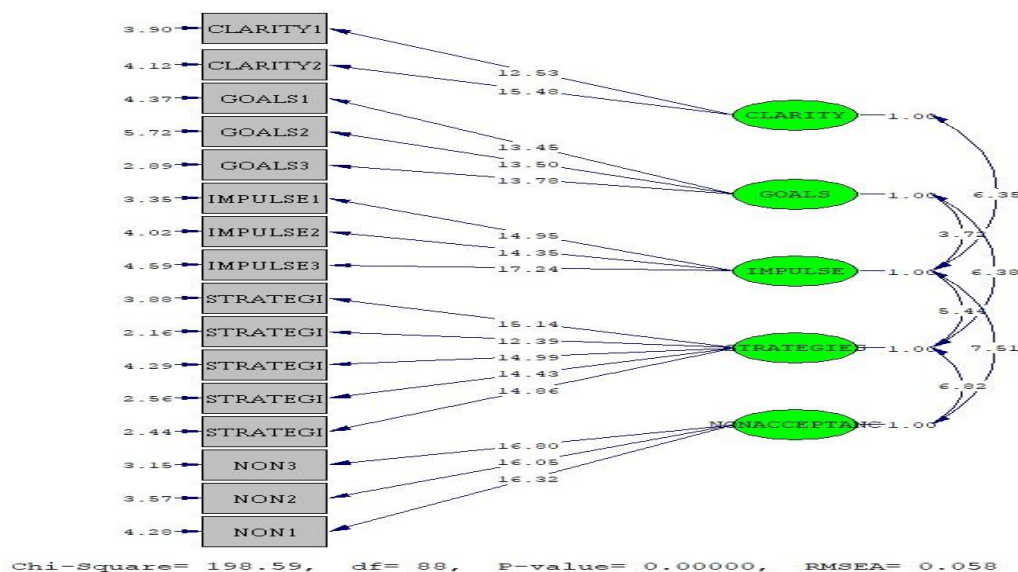 3.90 CLARITY1
4.12 CLARITY2
4.37 GOALS1
5.72 GOALS2
2.89 GOALS3
3.35 IMPULSE1
4.02 IMPULSE2
4.59 IMPULSE3
3.88 STRATEGI
2.16 STRATEGI
4.29 STRATEGI
2.56 STRATEGI
2.44 STRATEGI
3.15 NON3
3.57 NON2
4.28 NON1
12.53
15.48
13.45
13.50
13.78
14.95
14.35
17.24
15.14
12.39
14.99
14.43
14.86
16.80
16.05
16.32
CLARITY 1.00
GOALS 1.00
IMPULSE 1.00
STRATEGIES 1.00
NONACCEPTANC 1.00
6.35
6.38
5.44
7.51
6.82
Chi-Square= 198.59, df= 88, P-value= 0.00000, RMSEA= 0.058